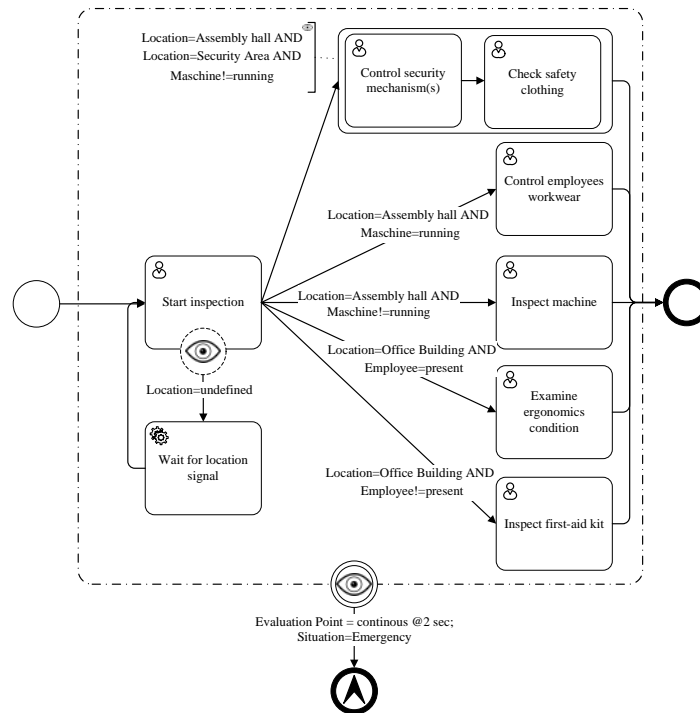 Location=Assembly hall AND
Location=Security Area AND
Maschine!=running
Control security
mechanism(s)
Check safety
clothing
Control employees
workwear
Location=Assembly hall AND
Maschine=running
Start inspection
Location=Assembly hall AND
Maschine!=running
Inspect machine
Location=Office Building AND
Employee=present
Examine
ergonomics
condition
Location=undefined
Wait for location
signal
Location=Office Building AND
Employee!=present
Inspect first-aid kit
Evaluation Point = continous @2 sec;
Situation=Emergency